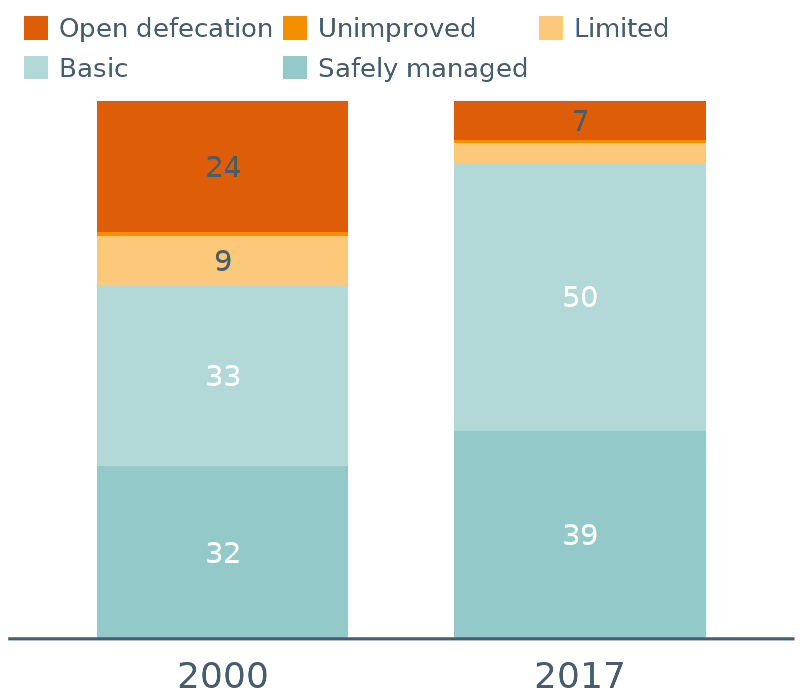 Open defecation Unimproved Limited
Basic Safely managed
24 7
9
33 50
32 39
2000 2017